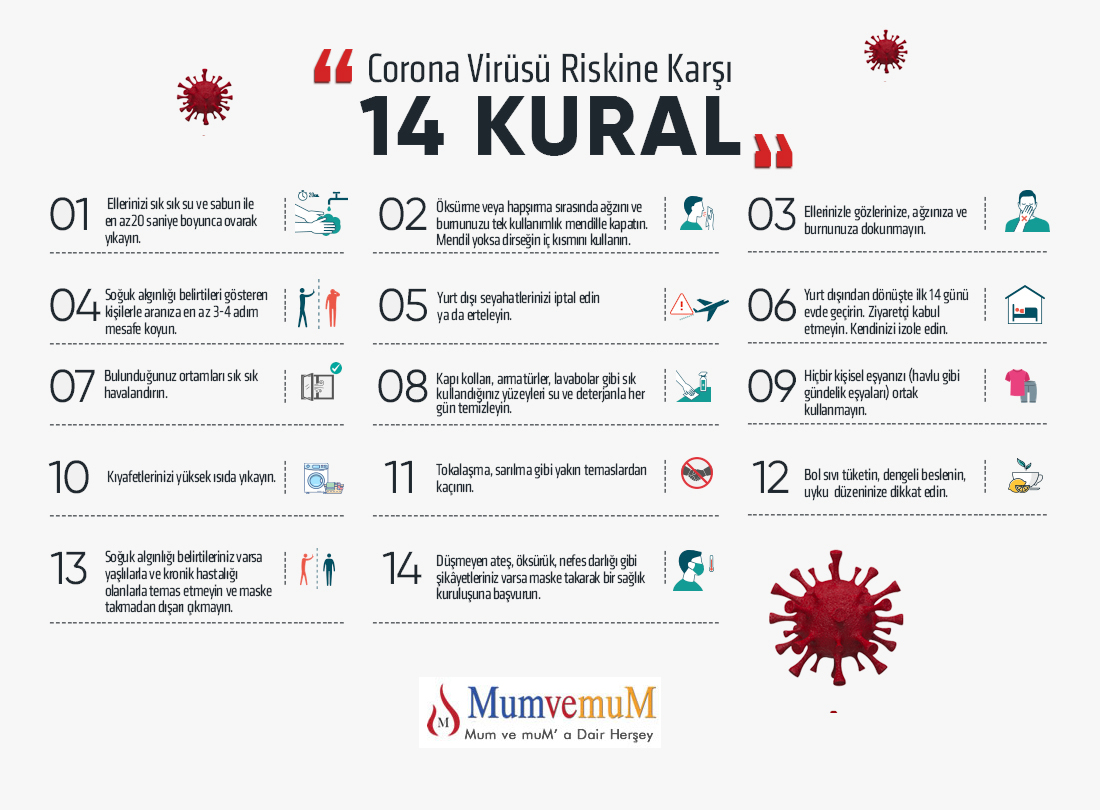 “ Corona Virüsü Riskine Karşı
14 KURAL „
01
Ellerinizi sık sık su ve sabun ile
en az20 saniye boyunca ovarak
yıkayın.
02
Öksürme veya hapşırma sırasında ağzını ve
burnunuzu tek kullanımlık mendille kapatın.
Mendil yoksa dirseğin iç kısmını kullanın.
03
Ellerinizle gözlerinize, ağzınıza ve
burnunuza dokunmayın.
04
Soğuk algınlığı belirtileri gösteren
kişilerle aranıza en az 3-4 adım
mesafe koyun.
05
Yurt dışı seyahatlerinizi iptal edin
ya da erteleyin.
06
Yurt dışından dönüşte ilk 14 günü
evde geçirin. Ziyaretçi kabul
etmeyin. Kendinizi izole edin.
07
Bulunduğunuz ortamları sık sık
havalandırın.
08
Kapı kolları, armatürler, lavabolar gibi sık
kullandığınız yüzeyleri su ve deterjanla her
gün temizleyin.
09
Hiçbir kişisel eşyanızı (havlu gibi
gündelik eşyaları) ortak
kullanmayın.
10
Kıyafetlerinizi yüksek ısıda yıkayın.
11
Tokalaşma, sarılma gibi yakın temaslardan
kaçının.
12
Bol sıvı tüketin, dengeli beslenin,
uyku düzeninize dikkat edin.
13
Soğuk algınlığı belirtileriniz varsa
yaşlılarla ve kronik hastalığı
olanlarla temas etmeyin ve maske
takmadan dışarı çıkmayın.
14
Düşmeyen ateş, öksürük, nefes darlığı gibi
şikâyetleriniz varsa maske takarak bir sağlık
kuruluşuna başvurun.
M
MumvemuM
Mum ve muM' a Dair Herşey